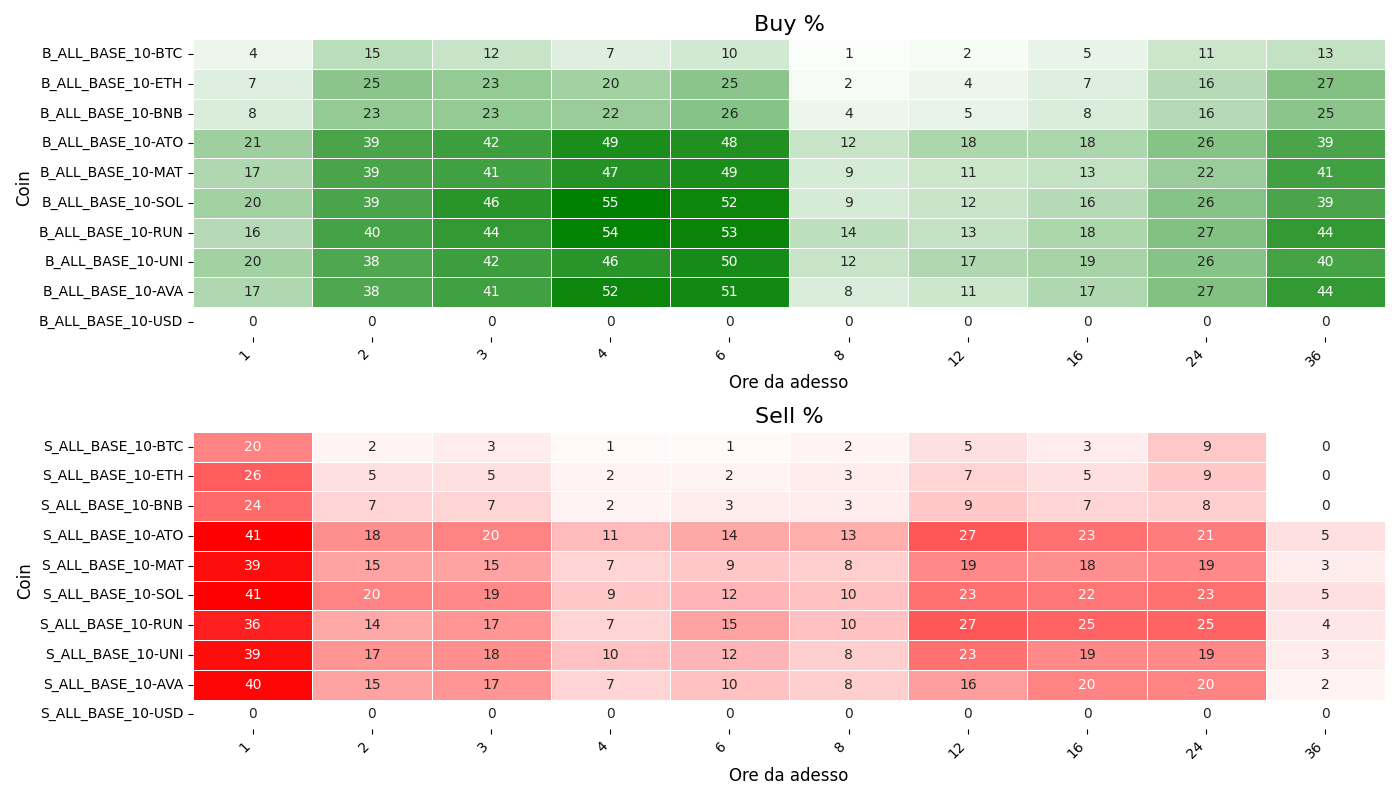 Buy %
Coin
B_ALL_BASE_10-BTC 4 15 12 7 10 1 2 5 11 13
B_ALL_BASE_10-ETH 7 25 23 20 25 2 4 7 16 27
B_ALL_BASE_10-BNB 8 23 23 22 26 4 5 8 16 25
B_ALL_BASE_10-ATO 21 39 42 49 48 12 18 18 26 39
B_ALL_BASE_10-MAT 17 39 41 47 49 9 11 13 22 41
B_ALL_BASE_10-SOL 20 39 46 55 52 9 12 16 26 39
B_ALL_BASE_10-RUN 16 40 44 54 53 14 13 18 27 44
B_ALL_BASE_10-UNI 20 38 42 46 50 12 17 19 26 40
B_ALL_BASE_10-AVA 17 38 41 52 51 8 11 17 27 44
B_ALL_BASE_10-USD 0 0 0 0 0 0 0 0 0 0
1 2 3 4 6 8 12 16 24 36
Ore da adesso
Sell %
Coin
S_ALL_BASE_10-BTC 20 2 3 1 1 2 5 3 9 0
S_ALL_BASE_10-ETH 26 5 5 2 2 3 7 5 9 0
S_ALL_BASE_10-BNB 24 7 7 2 3 3 9 7 8 0
S_ALL_BASE_10-ATO 41 18 20 11 14 13 27 23 21 5
S_ALL_BASE_10-MAT 39 15 15 7 9 8 19 18 19 3
S_ALL_BASE_10-SOL 41 20 19 9 12 10 23 22 23 5
S_ALL_BASE_10-RUN 36 14 17 7 15 10 27 25 25 4
S_ALL_BASE_10-UNI 39 17 18 10 12 8 23 19 19 3
S_ALL_BASE_10-AVA 40 15 17 7 10 8 16 20 20 2
S_ALL_BASE_10-USD 0 0 0 0 0 0 0 0 0 0
1 2 3 4 6 8 12 16 24 36
Ore da adesso